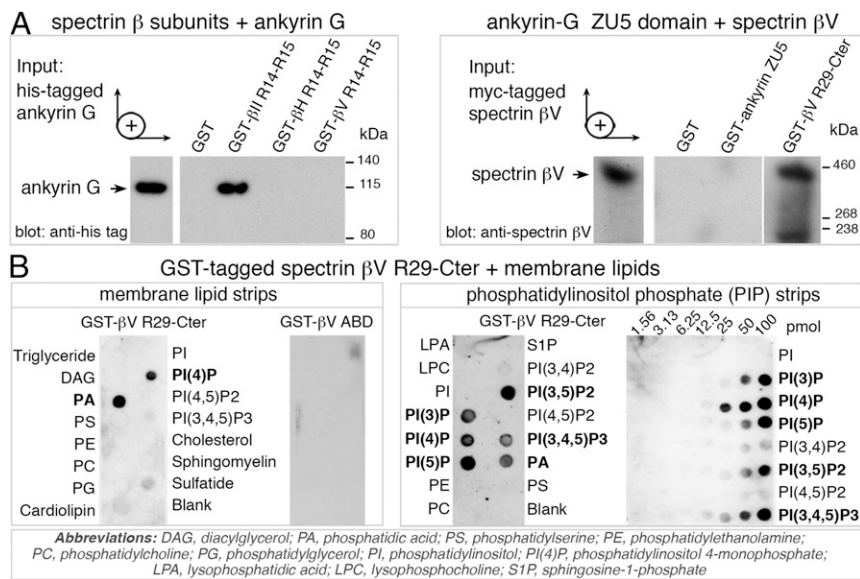 A
spectrin β subunits + ankyrin G
Input:
his-tagged
ankyrin G
+
GST
GST-βII R14-R15
GST-βH R14-R15
GST-βV R14-R15
kDa
140
115
80
ankyrin G
blot: anti-his tag
ankyrin-G ZU5 domain + spectrin βV
Input:
myc-tagged
spectrin βV
+
GST
GST-ankyrin ZU5
GST-βV R29-Cter
kDa
460
268
238
spectrin βV
blot: anti-spectrin βV
B
GST-tagged spectrin βV R29-Cter + membrane lipids
membrane lipid strips
GST-βV R29-Cter
GST-βV ABD
Triglyceride
DAG
PA
PS
PE
PC
PG
Cardiolipin
PI
PI(4)P
PI(4,5)P2
PI(3,4,5)P3
Cholesterol
Sphingomyelin
Sulfatide
Blank
phosphatidylinositol phosphate (PIP) strips
GST-βV R29-Cter
LPA
LPC
PI
PI(3)P
PI(4)P
PI(5)P
PE
PC
S1P
PI(3,4)P2
PI(3,5)P2
PI(4,5)P2
PI(3,4,5)P3
PA
PS
Blank
1.56
3.13
6.25
12.5
25
50
100
pmol
PI
PI(3)P
PI(4)P
PI(5)P
PI(3,4)P2
PI(3,5)P2
PI(4,5)P2
PI(3,4,5)P3
Abbreviations: DAG, diacylglycerol; PA, phosphatidic acid; PS, phosphatidylserine; PE, phosphatidylethanolamine;
PC, phosphatidylcholine; PG, phosphatidylglycerol; PI, phosphatidylinositol; PI(4)P, phosphatidylinositol 4-monophosphate;
LPA, lysophosphatidic acid; LPC, lysophosphocholine; S1P, sphingosine-1-phosphate